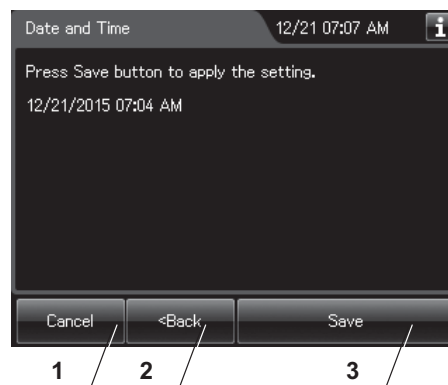 Date and Time 12/21 07:07 AM i
Press Save button to apply the setting.
12/21/2015 07:04 AM
Cancel <Back Save
1 2 3